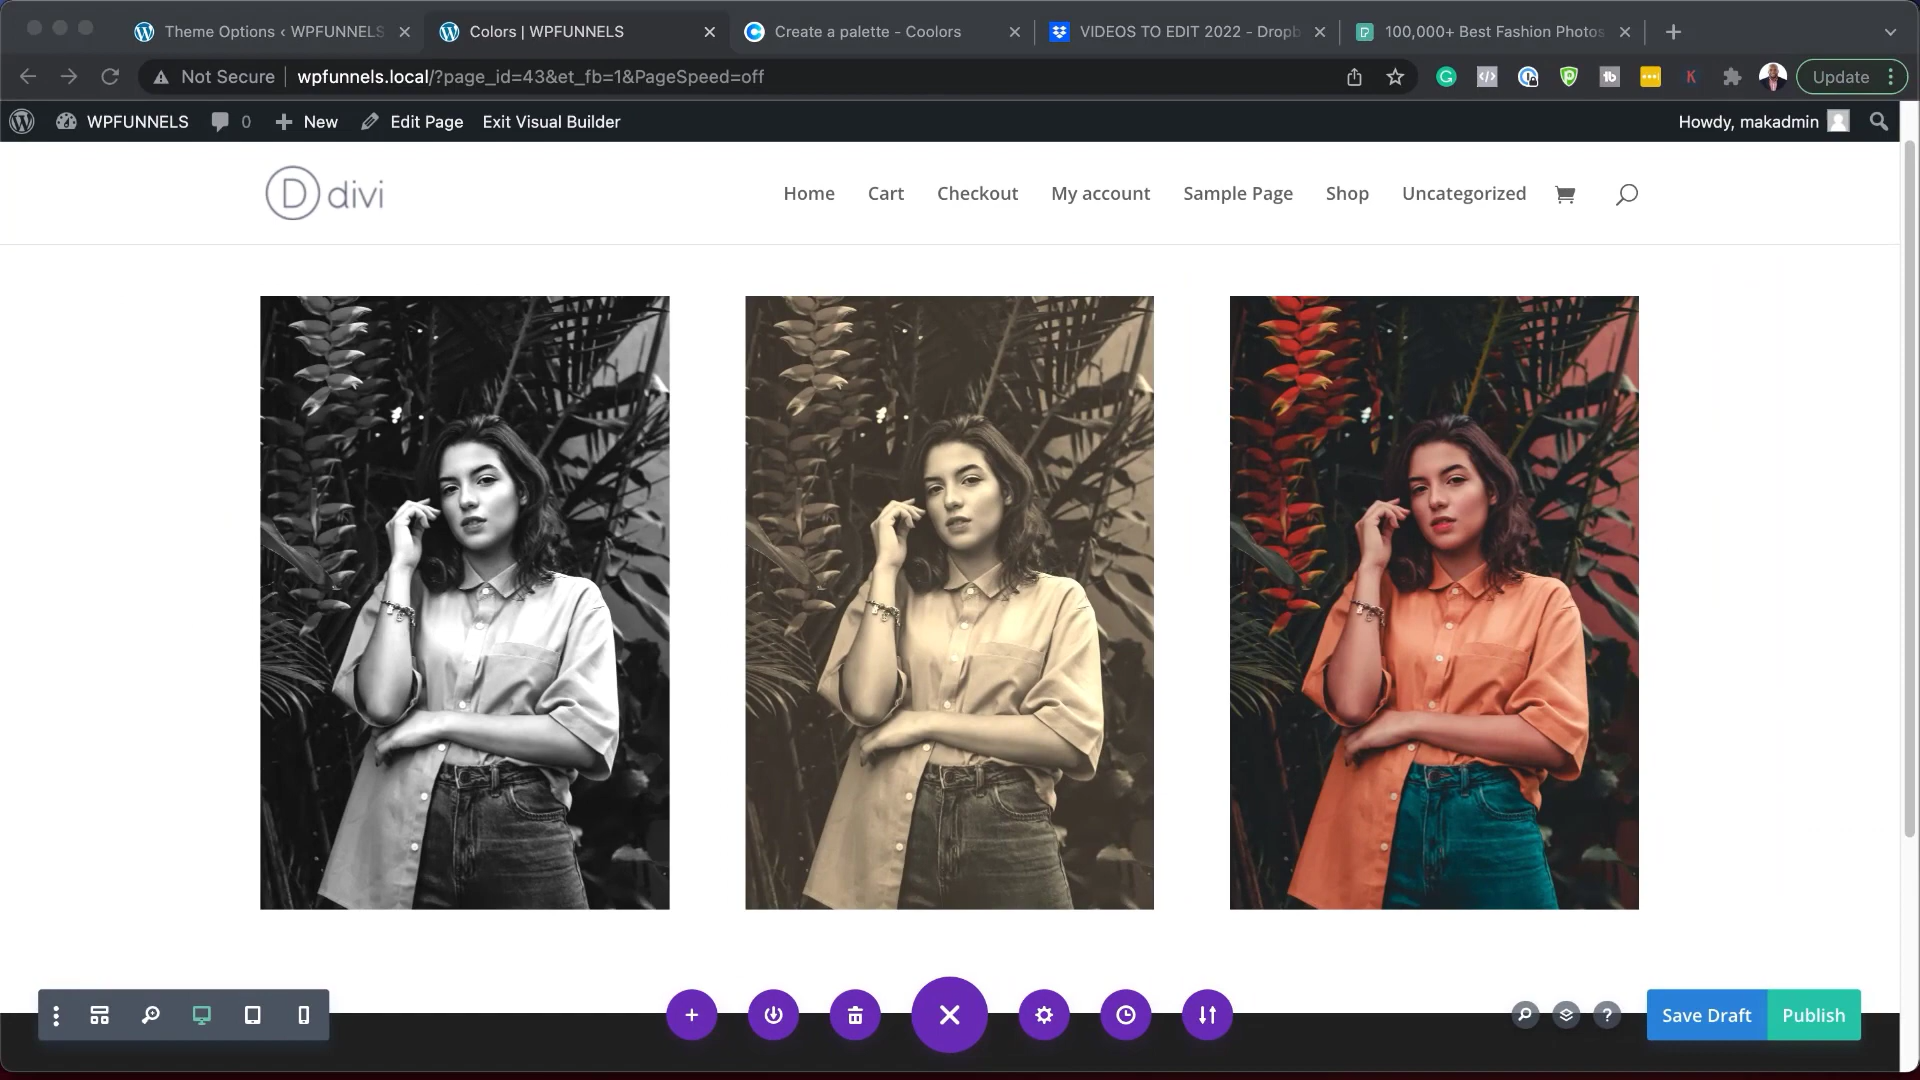 Theme Options ‹ WPFUNNELS
Colors | WPFUNNELS
Create a palette - Coolors
VIDEOS TO EDIT 2022 - Dropb
100,000+ Best Fashion Photos
Not Secure
wpfunnels.local/?page_id=43&et_fb=1&PageSpeed=off
Update
WPFUNNELS
0
New
Edit Page
Exit Visual Builder
Howdy, makadmin
D divi
Home
Cart
Checkout
My account
Sample Page
Shop
Uncategorized
?
Save Draft
Publish